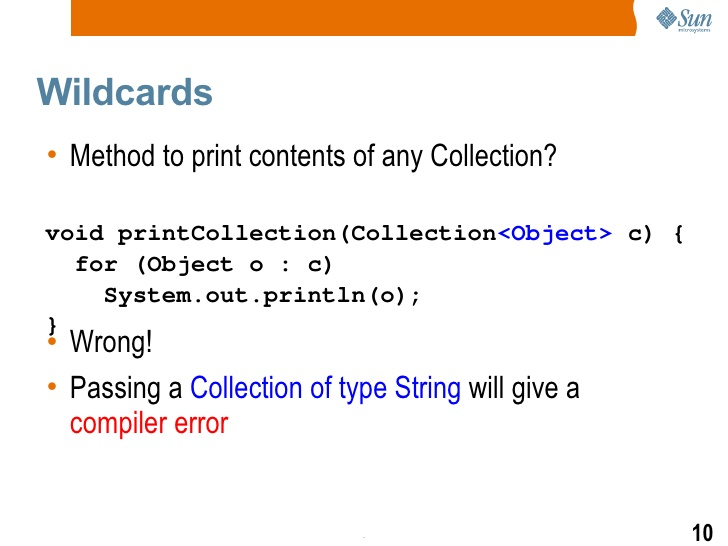 Sun
microsystems
Wildcards
• Method to print contents of any Collection?
void printCollection(Collection<Object> c) {
  for (Object o : c)
    System.out.println(o);
}
• Wrong!
• Passing a Collection of type String will give a
compiler error
10